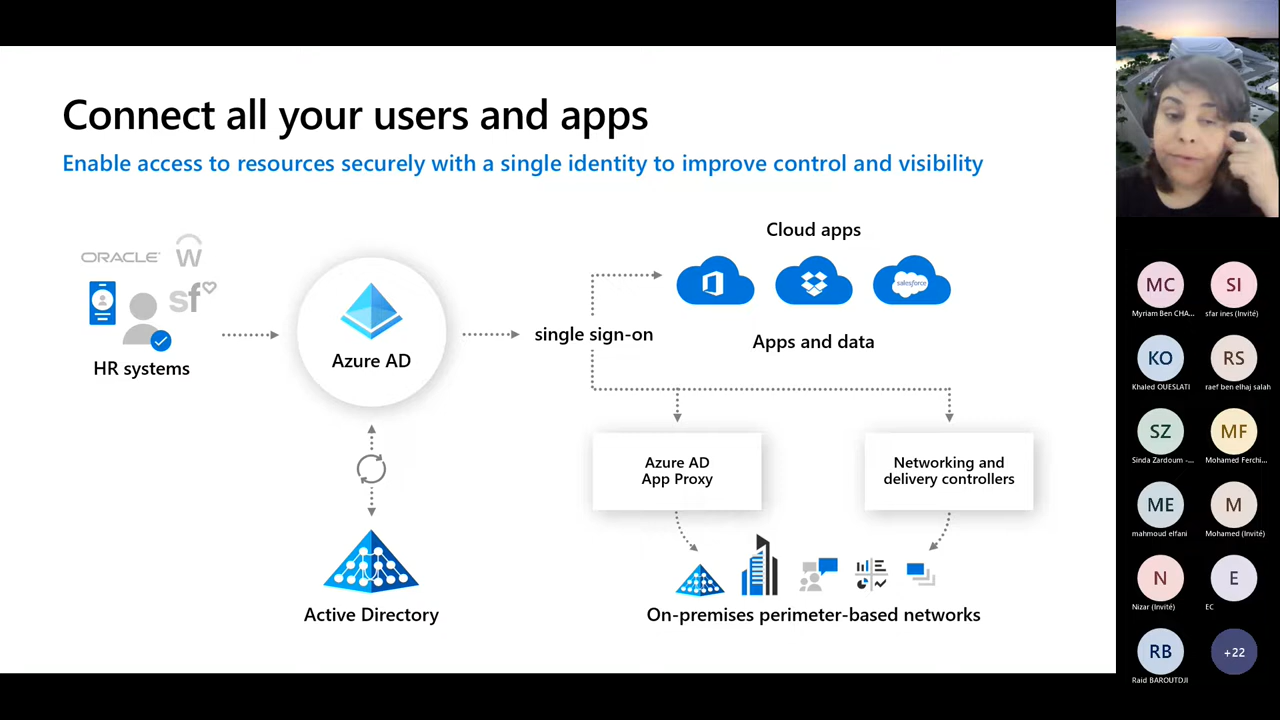 Connect all your users and apps
Enable access to resources securely with a single identity to improve control and visibility
ORACLE
W
sf
HR systems
Azure AD
Active Directory
single sign-on
Cloud apps
salesforce
Apps and data
Azure AD
App Proxy
Networking and
delivery controllers
On-premises perimeter-based networks
MC
Myriam Ben CHA...
SI
sfar ines (Invité)
KO
Khaled OUESLATI
RS
raef ben elhaj salah
SZ
Sinda Zardoum -...
MF
Mohamed Ferchi...
ME
mahmoud elfani
M
Mohamed (Invité)
N
Nizar (Invité)
E
EC
RB
Raid BAROUTDJI
+22